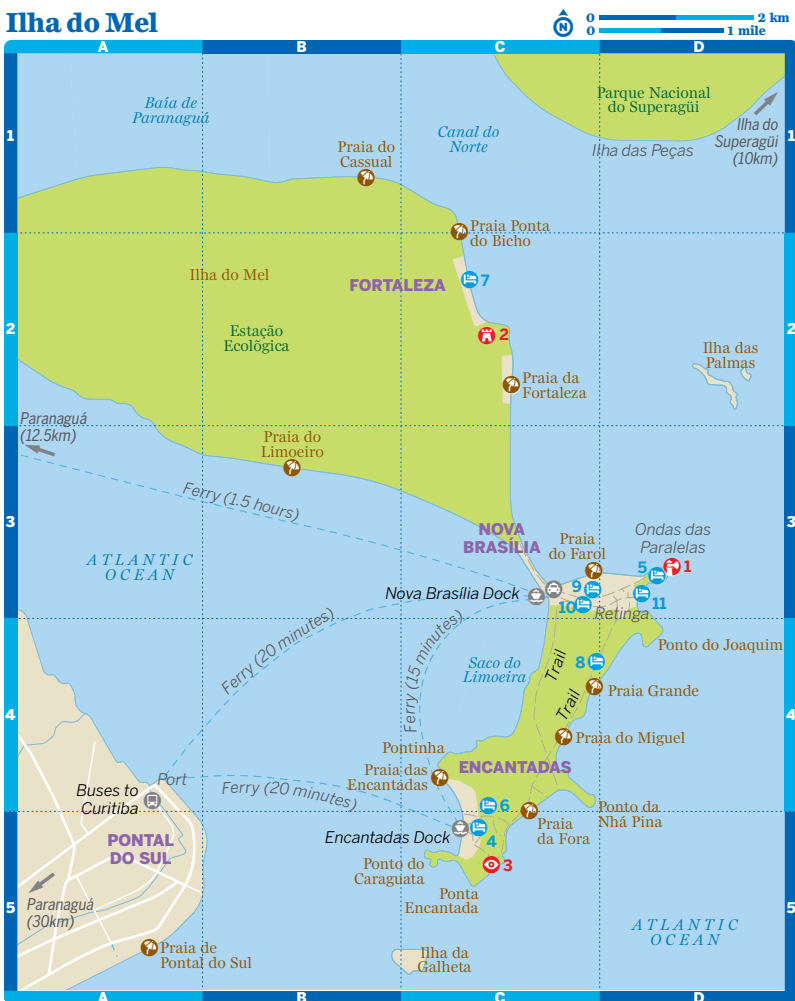 Ilha do Mel
N
0 2 km
0 1 mile
A B C D
1
Baía de
Paranaguá
Canal do
Norte
Parque Nacional
do Superagüi
Ilha do
Superagüi
(10km)
1
Ilha das Peças
Praia do
Cassual
Praia Ponta
do Bicho
Ilha do Mel
FORTALEZA
7
2
Estação
Ecológica
2
2
Ilha das
Palmas
Praia da
Fortaleza
Paranaguá
(12.5km)
Praia do
Limoeiro
Ferry (1.5 hours)
3
NOVA
BRASÍLIA
Praia
do Farol
Ondas das
Paralelas
3
ATLANTIC
OCEAN
5
1
Nova Brasília Dock
9
10
11
Retinga
Ferry (20 minutes)
Ferry (15 minutes)
Saco do
Limoeira
Trail
8
Ponto do Joaquim
Trail
Praia Grande
4
4
Praia do Miguel
Pontinha
ENCANTADAS
Praia das
Encantadas
Port
Buses to
Curitiba
Ferry (20 minutes)
6
Ponto da
Nhá Pina
Praia
da Fora
PONTAL
DO SUL
Encantadas Dock
4
Ponto do
Caraguata
3
Ponta
Encantada
Paranaguá
(30km)
5
5
ATLANTIC
OCEAN
Praia de
Pontal do Sul
Ilha da
Galheta
A B C D